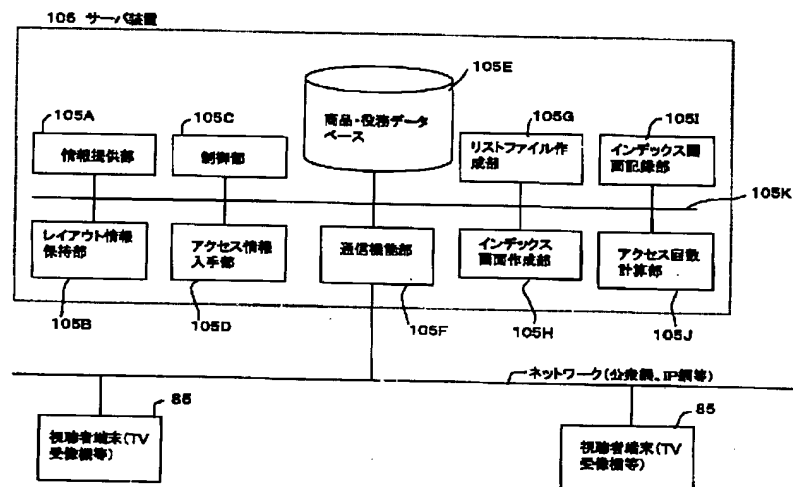 105 サーバ装置
105E
商品・役務データ
ベース
105A
情報提供部
105C
制御部
105G
リストファイル作
成部
105I
インデックス画
面記録部
105K
レイアウト情報
保持部
105B
アクセス情報
入手部
105D
通信機能部
105F
インデックス
画面作成部
105H
アクセス回数
計算部
105J
ネットワーク(公衆網、IP網等)
85
視聴者端末(TV
受像機等)
85
視聴者端末(TV
受像機等)